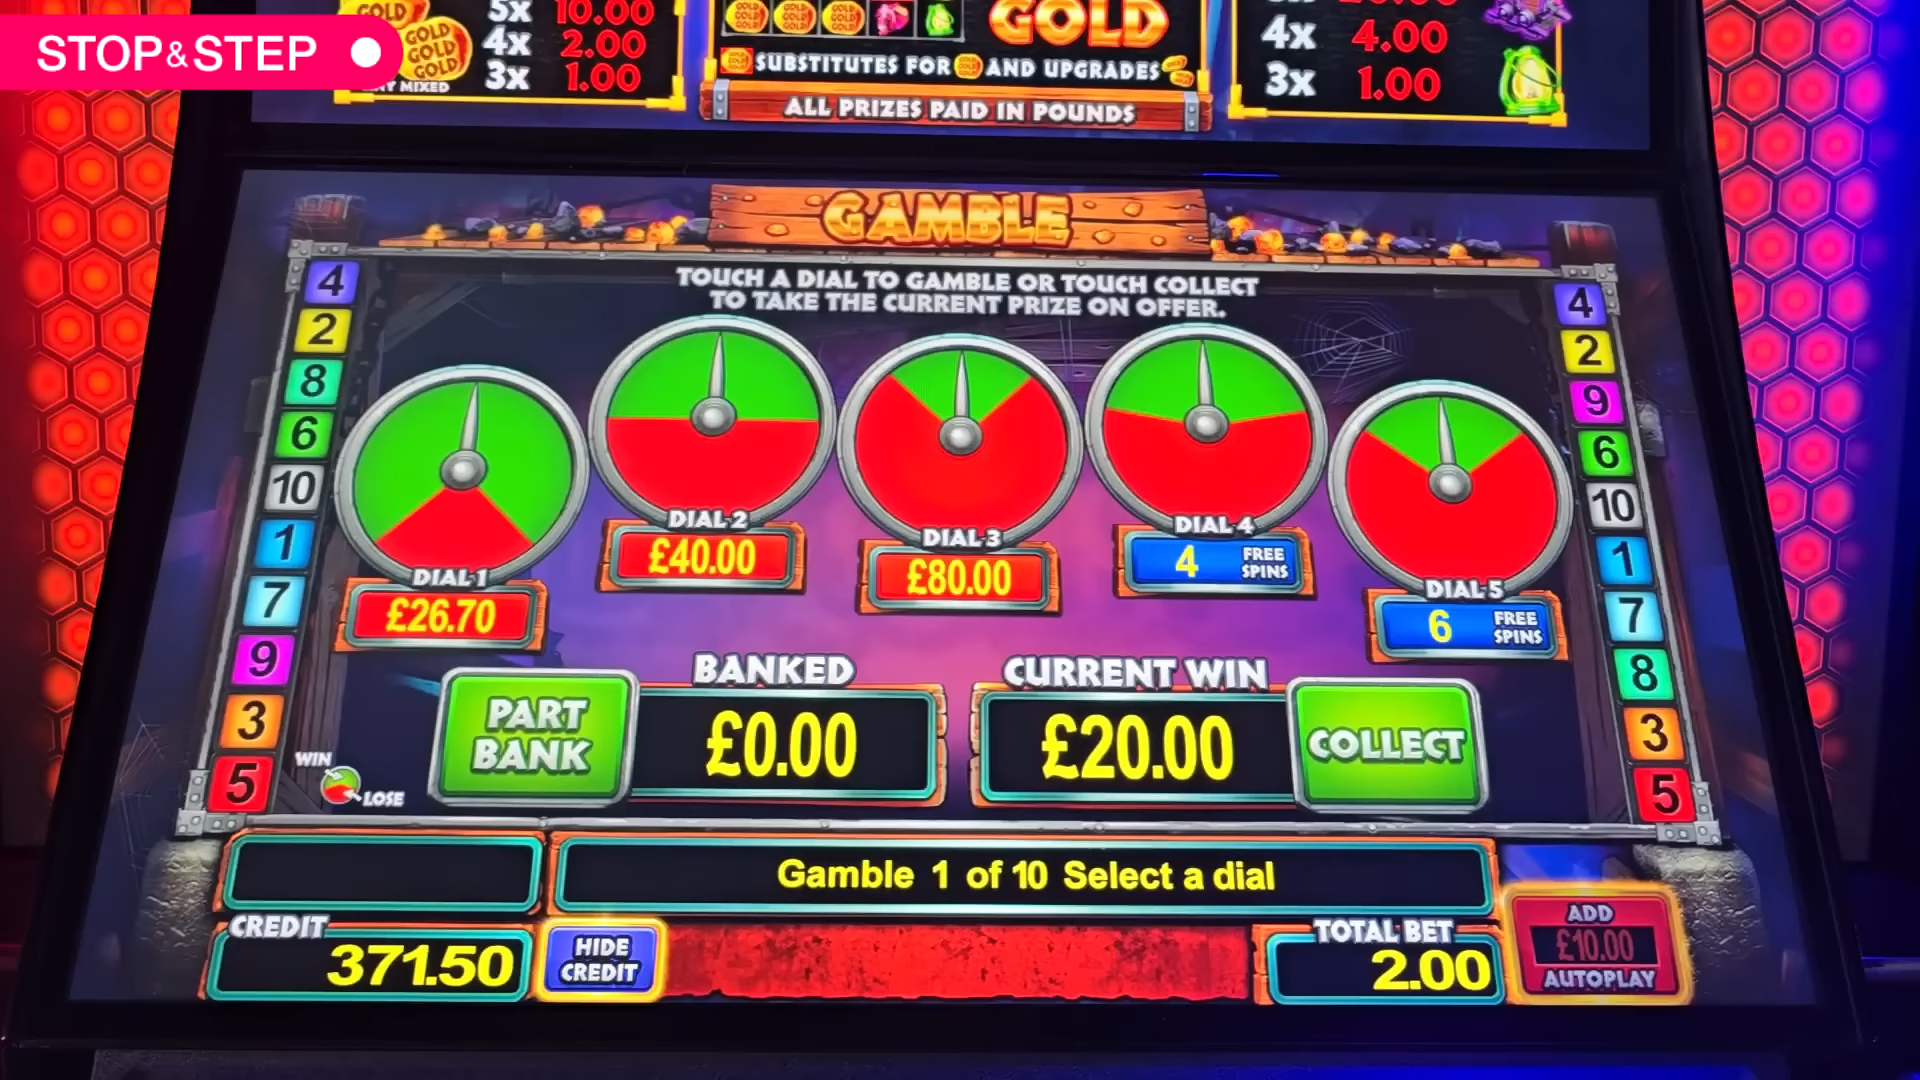 STOP&STEP
GOLD
GOLD
GOLD
GOLD
5x 10.00
4x 2.00
3x 1.00
GOLD
SUBSTITUTES FOR AND UPGRADES
ALL PRIZES PAID IN POUNDS
4x 4.00
3x 1.00
GAMBLE
TOUCH A DIAL TO GAMBLE OR TOUCH COLLECT
TO TAKE THE CURRENT PRIZE ON OFFER.
4
2
8
6
10
1
7
9
3
5
DIAL 1
£26.70
DIAL 2
£40.00
DIAL 3
£80.00
DIAL 4
4 FREE SPINS
DIAL 5
6 FREE SPINS
4
2
9
6
10
1
7
8
3
5
WIN
LOSE
PART BANK
BANKED
£0.00
CURRENT WIN
£20.00
COLLECT
Gamble 1 of 10 Select a dial
CREDIT
371.50
HIDE CREDIT
TOTAL BET
2.00
ADD
£10.00
AUTOPLAY